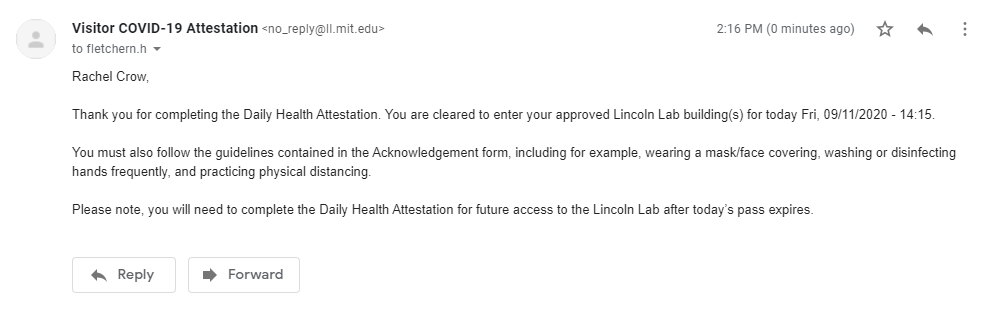 Visitor COVID-19 Attestation <no_reply@ll.mit.edu> 2:16 PM (0 minutes ago)
to fletchern.h
Rachel Crow,
Thank you for completing the Daily Health Attestation. You are cleared to enter your approved Lincoln Lab building(s) for today Fri, 09/11/2020 - 14:15.
You must also follow the guidelines contained in the Acknowledgement form, including for example, wearing a mask/face covering, washing or disinfecting
hands frequently, and practicing physical distancing.
Please note, you will need to complete the Daily Health Attestation for future access to the Lincoln Lab after today's pass expires.
Reply Forward